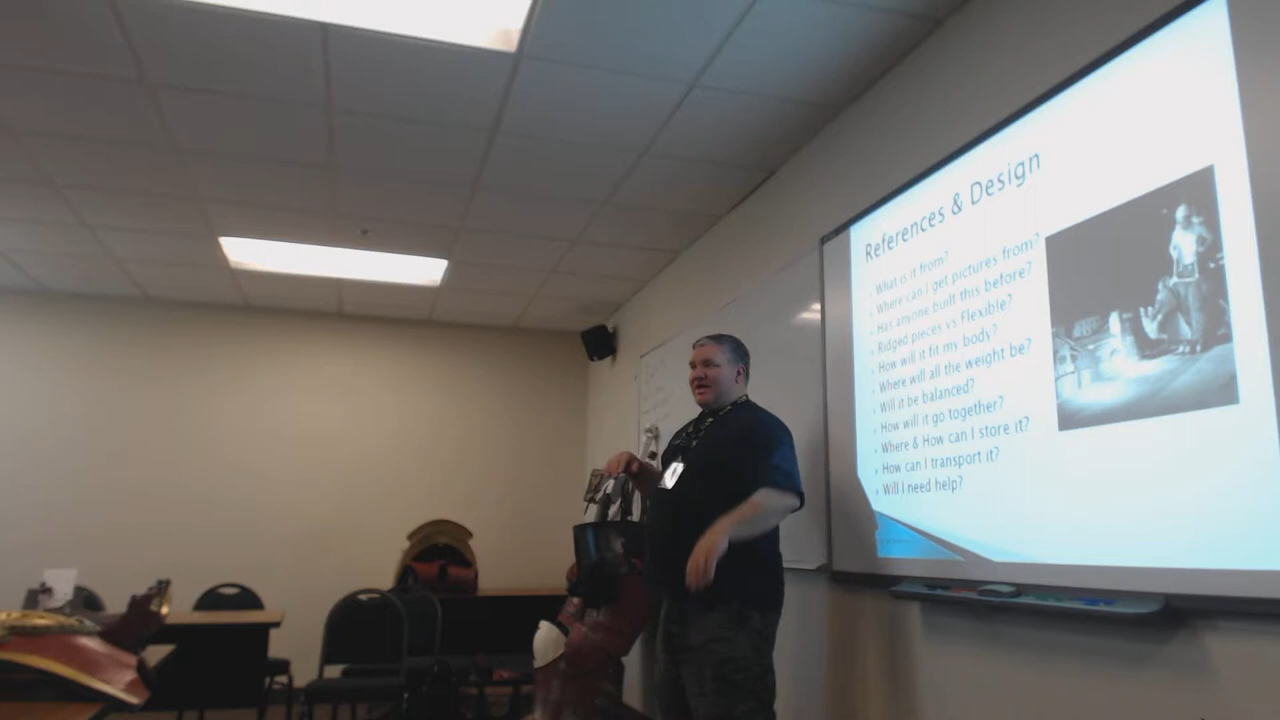 References & Design
What is it from?
Where can I get pictures from?
Has anyone built this before?
Ridged pieces vs Flexible?
How will it fit my body?
Where will all the weight be?
Will it be balanced?
How will it go together?
Where & How can I store it?
How can I transport it?
Will I need help?